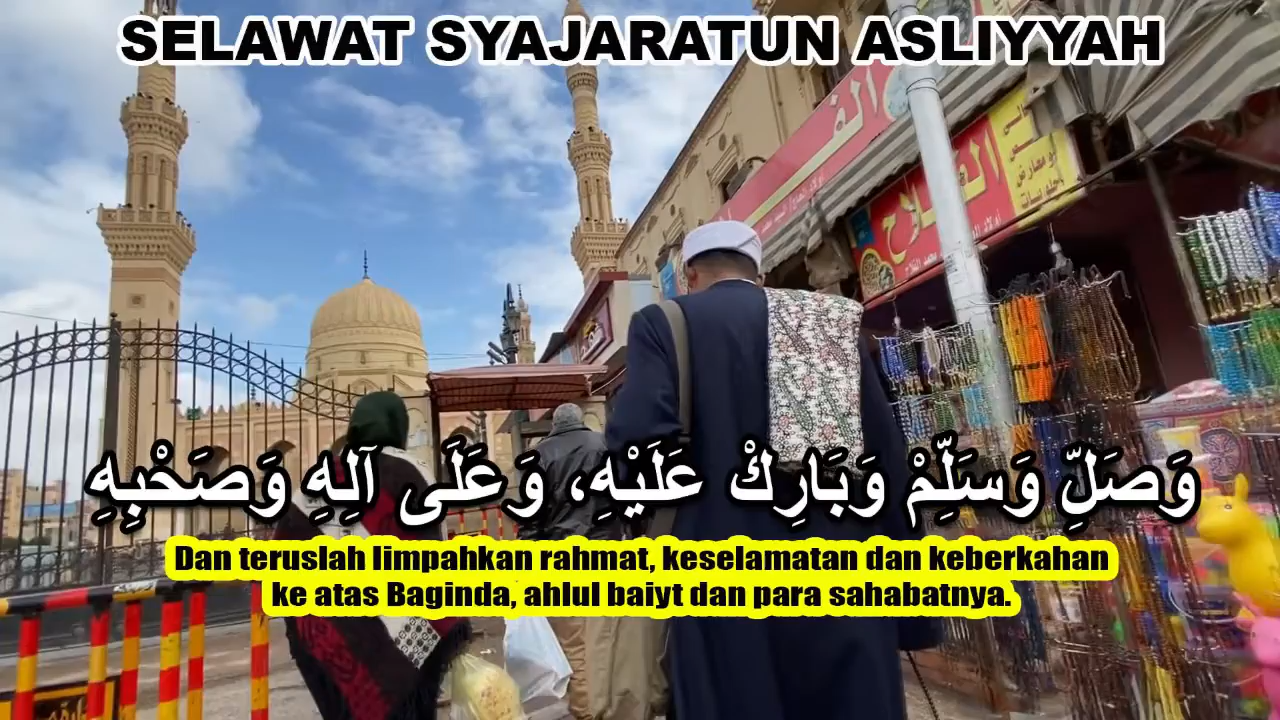 SELAWAT SYAJARATUN ASLIYYAH
الفلاح
وَصَلِّ وَسَلِّمْ وَبَارِكْ عَلَيْهِ، وَعَلَى آلِهِ وَصَحْبِهِ
Dan teruslah limpahkan rahmat, keselamatan dan keberkahan
ke atas Baginda, ahlul baiyt dan para sahabatnya.